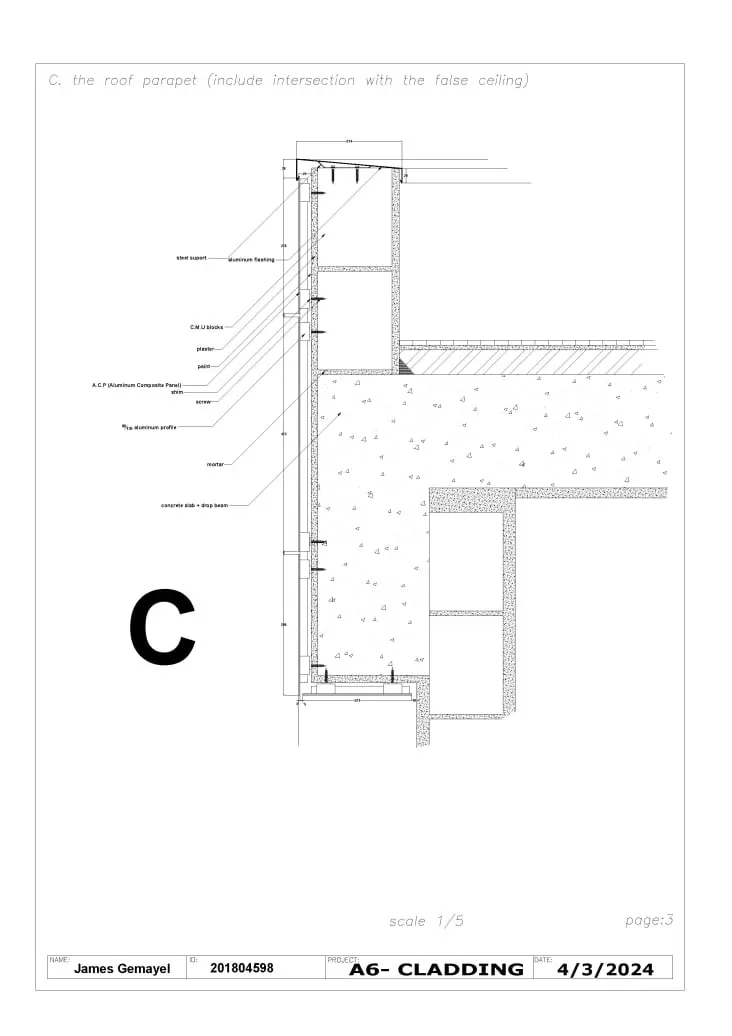 C. the roof parapet (include intersection with the false ceiling)
steel suport
aluminum flashing
C.M.U blocks
plaster
paint
A.C.P (Aluminum Composite Panel)
shim
screw
aluminum profile
mortar
concrete slab + drop beam
C
scale 1/5
page:3
NAME:
James Gemayel
ID:
201804598
PROJECT:
A6- CLADDING
DATE:
4/3/2024